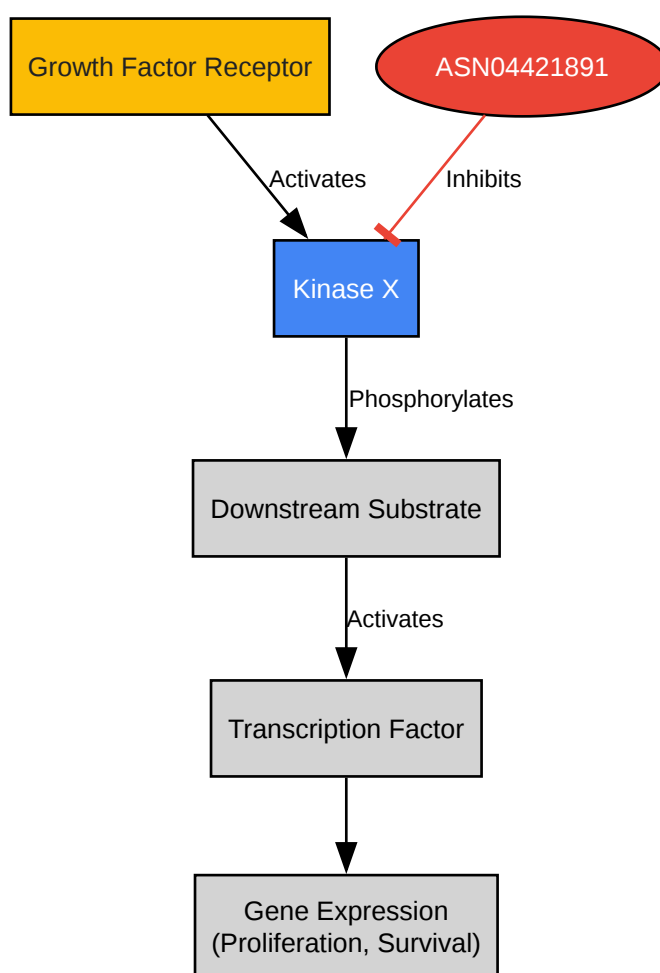 Growth Factor Receptor
ASN04421891
Activates
Inhibits
Kinase X
Phosphorylates
Downstream Substrate
Activates
Transcription Factor
Gene Expression
(Proliferation, Survival)